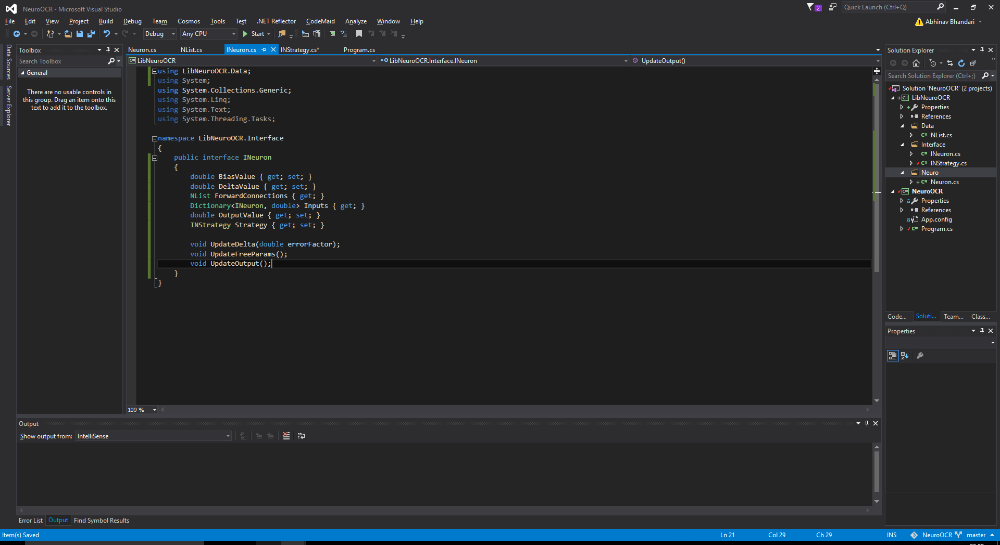 NeuroOCR - Microsoft Visual Studio
2
Quick Launch (Ctrl+Q)
File Edit View Project Build Debug Team Cosmos Tools Test .NET Reflector CodeMaid Analyze Window Help
Abhinav Bhandari
Debug Any CPU Start
Data Sources
Server Explorer
Toolbox
Search Toolbox
General
There are no usable controls in
this group. Drag an item onto this
text to add it to the toolbox.
Neuron.cs NList.cs INeuron.cs INStrategy.cs* Program.cs
LibNeuroOCR LibNeuroOCR.Interface.INeuron UpdateOutput()
using LibNeuroOCR.Data;
using System;
using System.Collections.Generic;
using System.Linq;
using System.Text;
using System.Threading.Tasks;
namespace LibNeuroOCR.Interface
{
public interface INeuron
{
double BiasValue { get; set; }
double DeltaValue { get; set; }
NList ForwardConnections { get; }
Dictionary<INeuron, double> Inputs { get; }
double OutputValue { get; set; }
INStrategy Strategy { get; set; }
void UpdateDelta(double errorFactor);
void UpdateFreeParams();
void UpdateOutput();
}
}
109 %
Solution Explorer
Search Solution Explorer (Ctrl+;)
Solution 'NeuroOCR' (2 projects)
LibNeuroOCR
Properties
References
Data
NList.cs
Interface
INeuron.cs
INStrategy.cs
Neuro
Neuron.cs
NeuroOCR
Properties
References
App.config
Program.cs
Code... Soluti... Team... Class...
Properties
Output
Show output from: IntelliSense
Error List Output Find Symbol Results
Item(s) Saved Ln 21 Col 29 Ch 29 INS NeuroOCR master